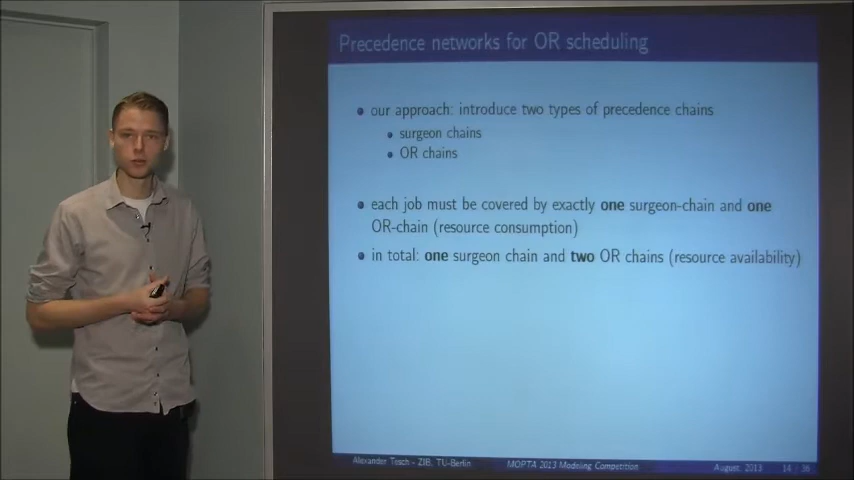 Precedence networks for OR scheduling
our approach: introduce two types of precedence chains
surgeon chains
OR chains
each job must be covered by exactly one surgeon-chain and one
OR-chain (resource consumption)
in total: one surgeon chain and two OR chains (resource availability)
Alexander Tesch - ZIB, TU-Berlin MOPTA 2013 Modeling Competition August 2013 14 36